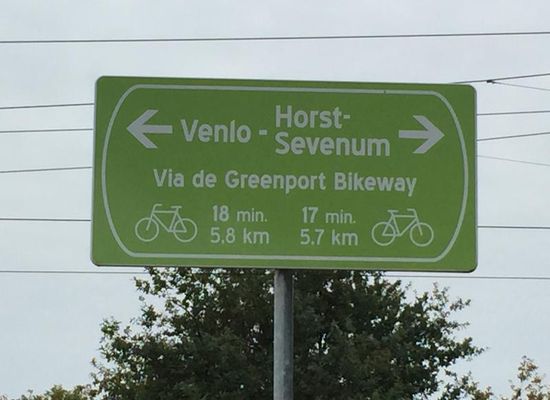 Venlo - Horst-
Sevenum
Via de Greenport Bikeway
18 min. 17 min.
5.8 km 5.7 km